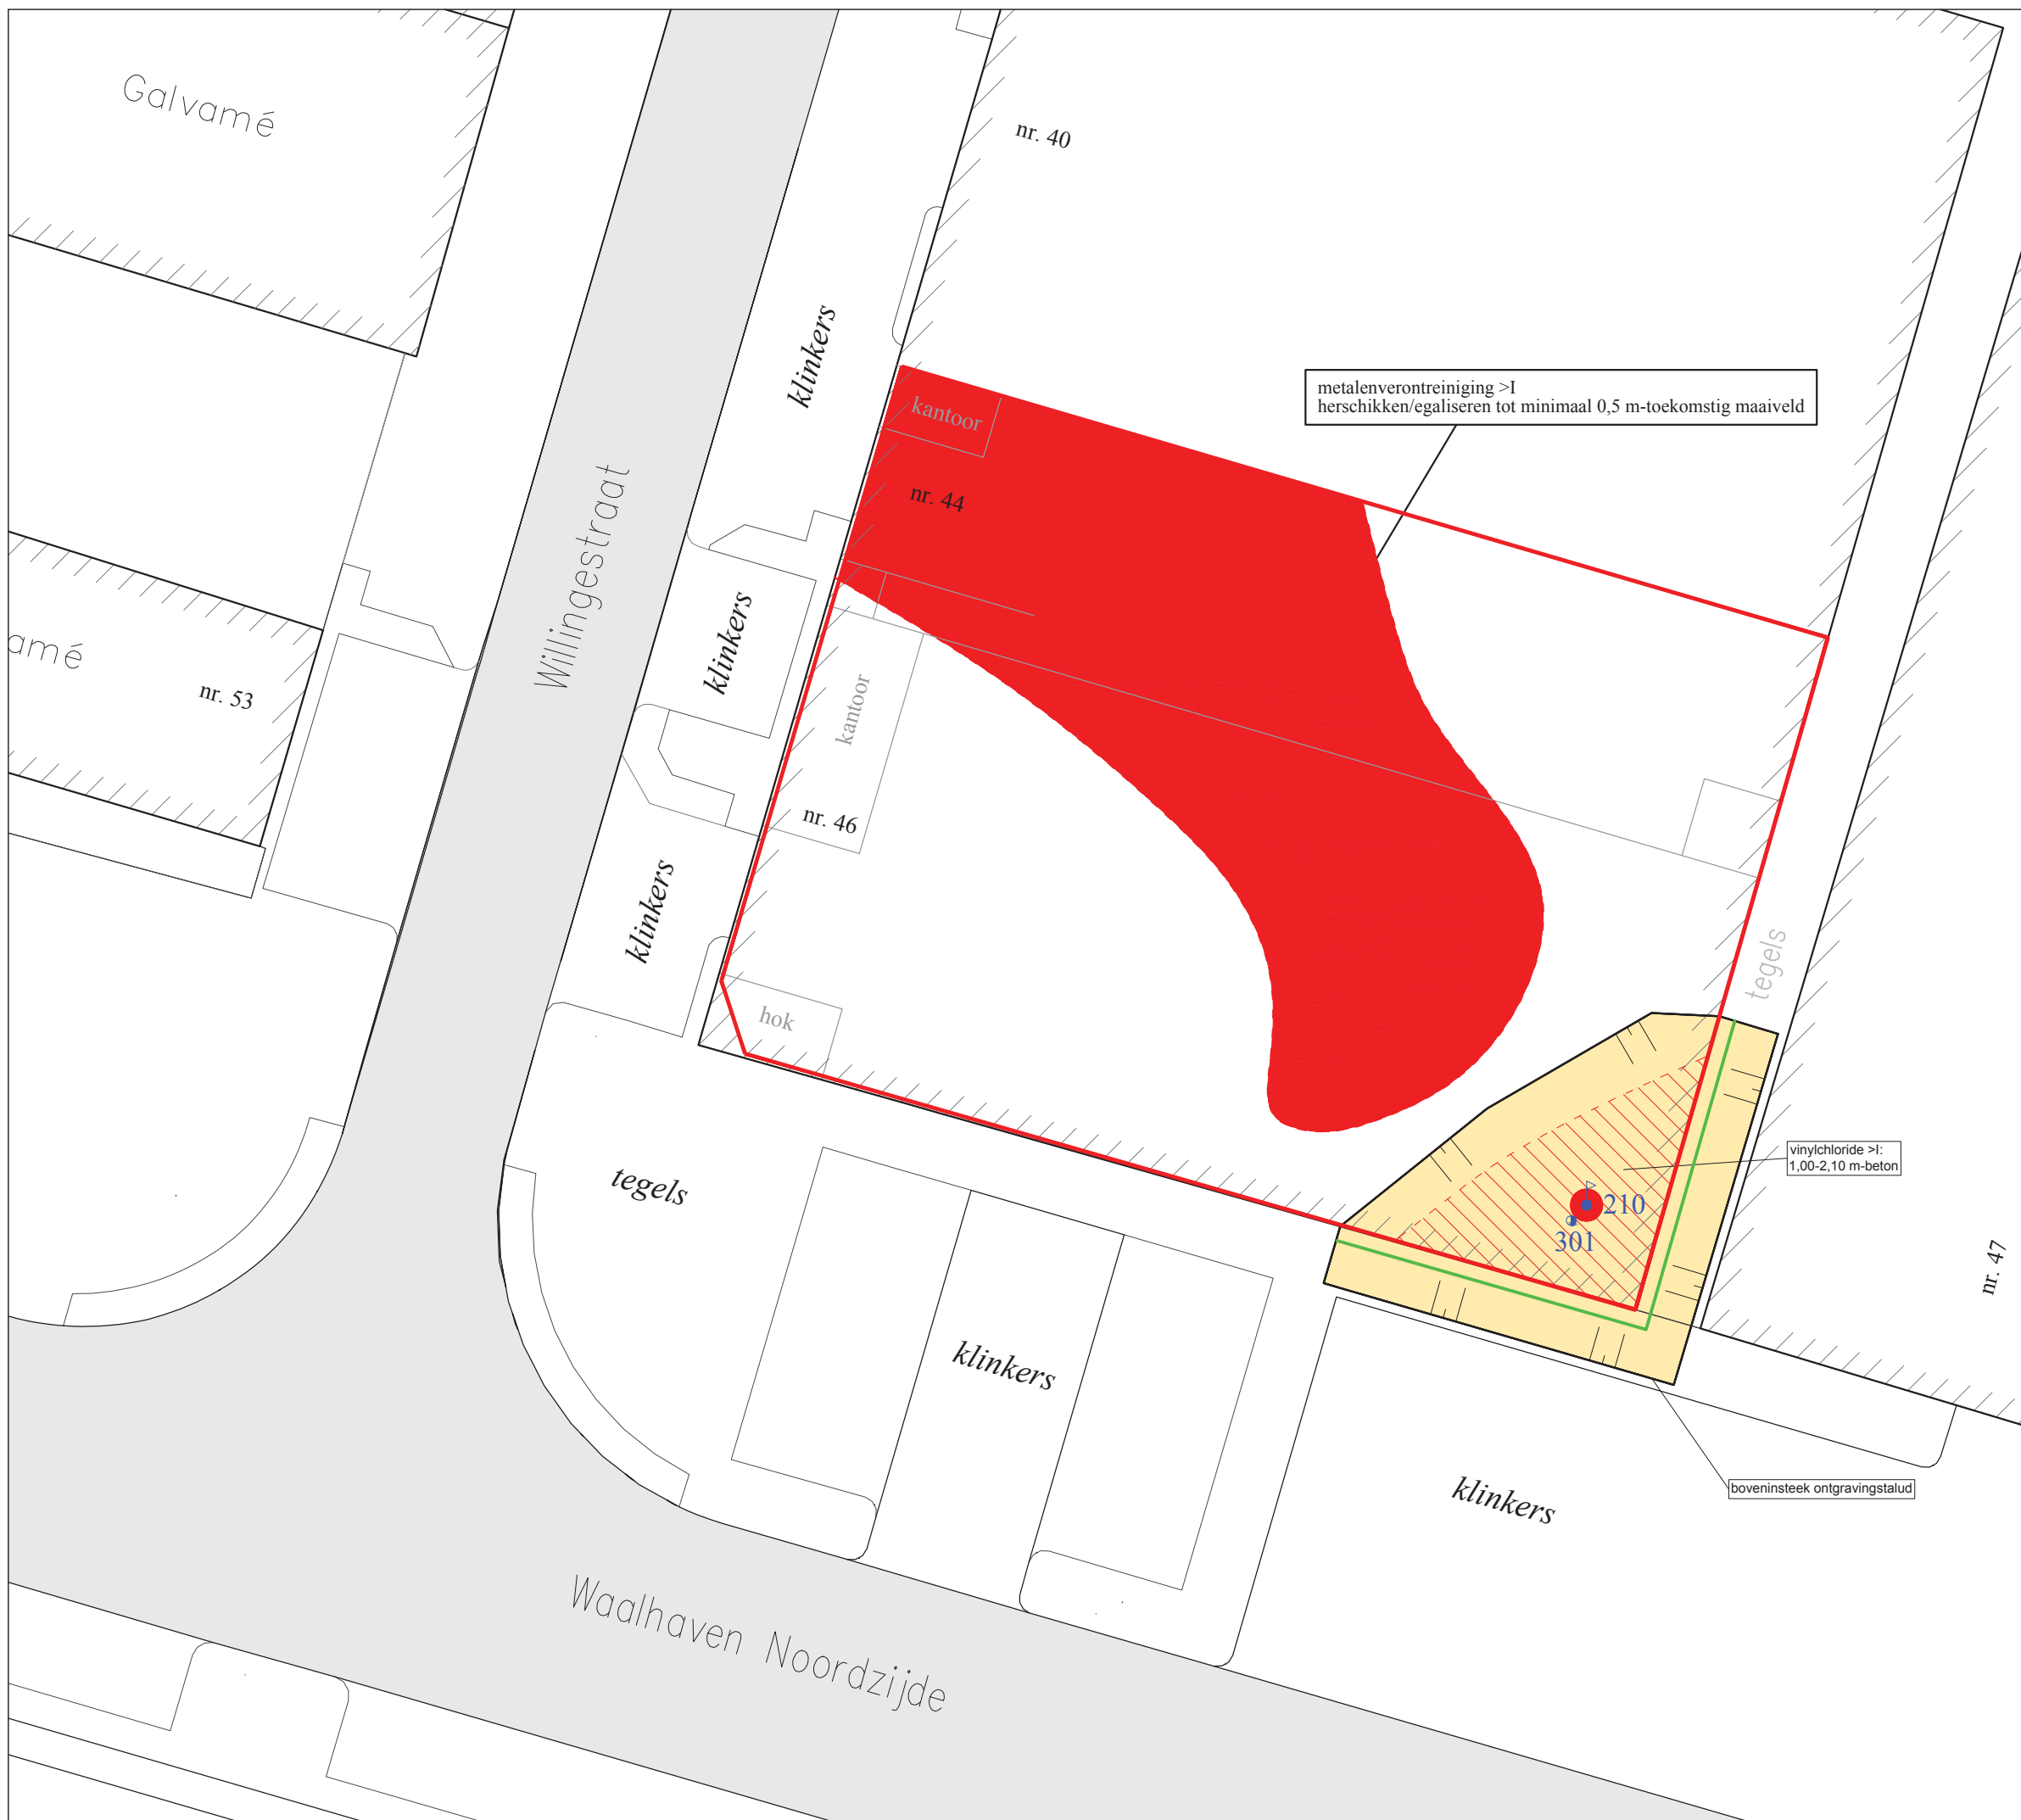 Galvamé
nr. 40
klinkers
metalenverontreiniging >I
herschikken/egaliseren tot minimaal 0,5 m-toekomstig maaiveld
kantoor
nr. 44
Willingestraat
klinkers
amé
nr. 53
kantoor
nr. 46
klinkers
tegels
hok
vinylchloride >I:
1,00-2,10 m-beton
tegels
210
301
nr. 47
klinkers
boveninsteek ontgravingstalud
klinkers
Waalhaven Noordzijde